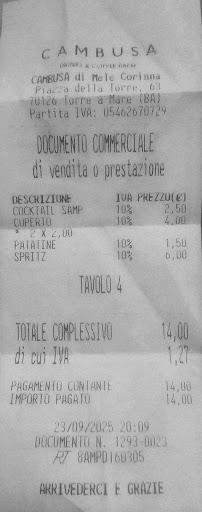 CAMBUSA
DRINKS & COFFEE BREAK
CAMBUSA di Mele Corinna
Piazza della Torre, 63
70126 Torre a Mare (BA)
Partita IVA: 05462670729
DOCUMENTO COMMERCIALE
di vendita o prestazione
DESCRIZIONE IVA PREZZO(€)
COCKTAIL SAMP 10% 2,50
COPERTO 10% 4,00
* 2 X 2,00
PATATINE 10% 1,50
SPRITZ 10% 6,00
TAVOLO 4
TOTALE COMPLESSIVO 14,00
di cui IVA 1,27
PAGAMENTO CONTANTE 14,00
IMPORTO PAGATO 14,00
23/09/2025 20:09
DOCUMENTO N. 1293-0023
RT 8AMPD160305
ARRIVEDERCI E GRAZIE